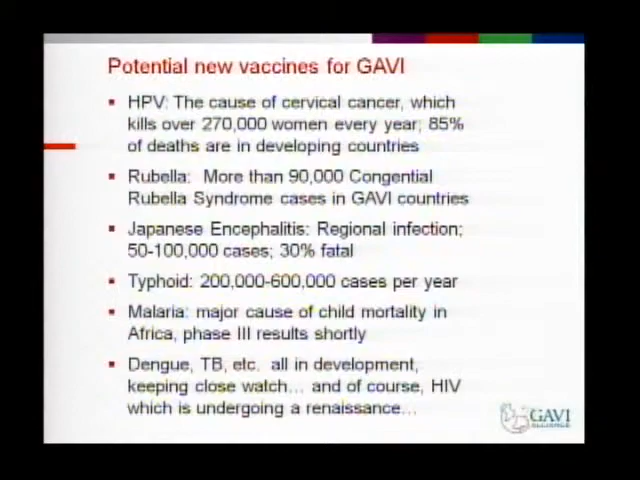 Potential new vaccines for GAVI
▪ HPV: The cause of cervical cancer, which
kills over 270,000 women every year; 85%
of deaths are in developing countries
▪ Rubella:  More than 90,000 Congential
Rubella Syndrome cases in GAVI countries
▪ Japanese Encephalitis: Regional infection;
50-100,000 cases; 30% fatal
▪ Typhoid: 200,000-600,000 cases per year
▪ Malaria: major cause of child mortality in
Africa, phase III results shortly
▪ Dengue, TB, etc.  all in development,
keeping close watch… and of course, HIV
which is undergoing a renaissance…
GAVI
ALLIANCE